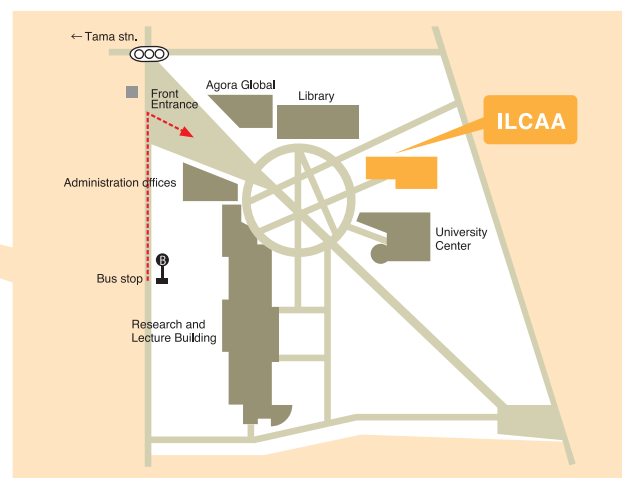 ← Tama stn.
Front
Entrance
Agora Global
Library
ILCAA
Administration offices
University
Center
B
Bus stop
Research and
Lecture Building